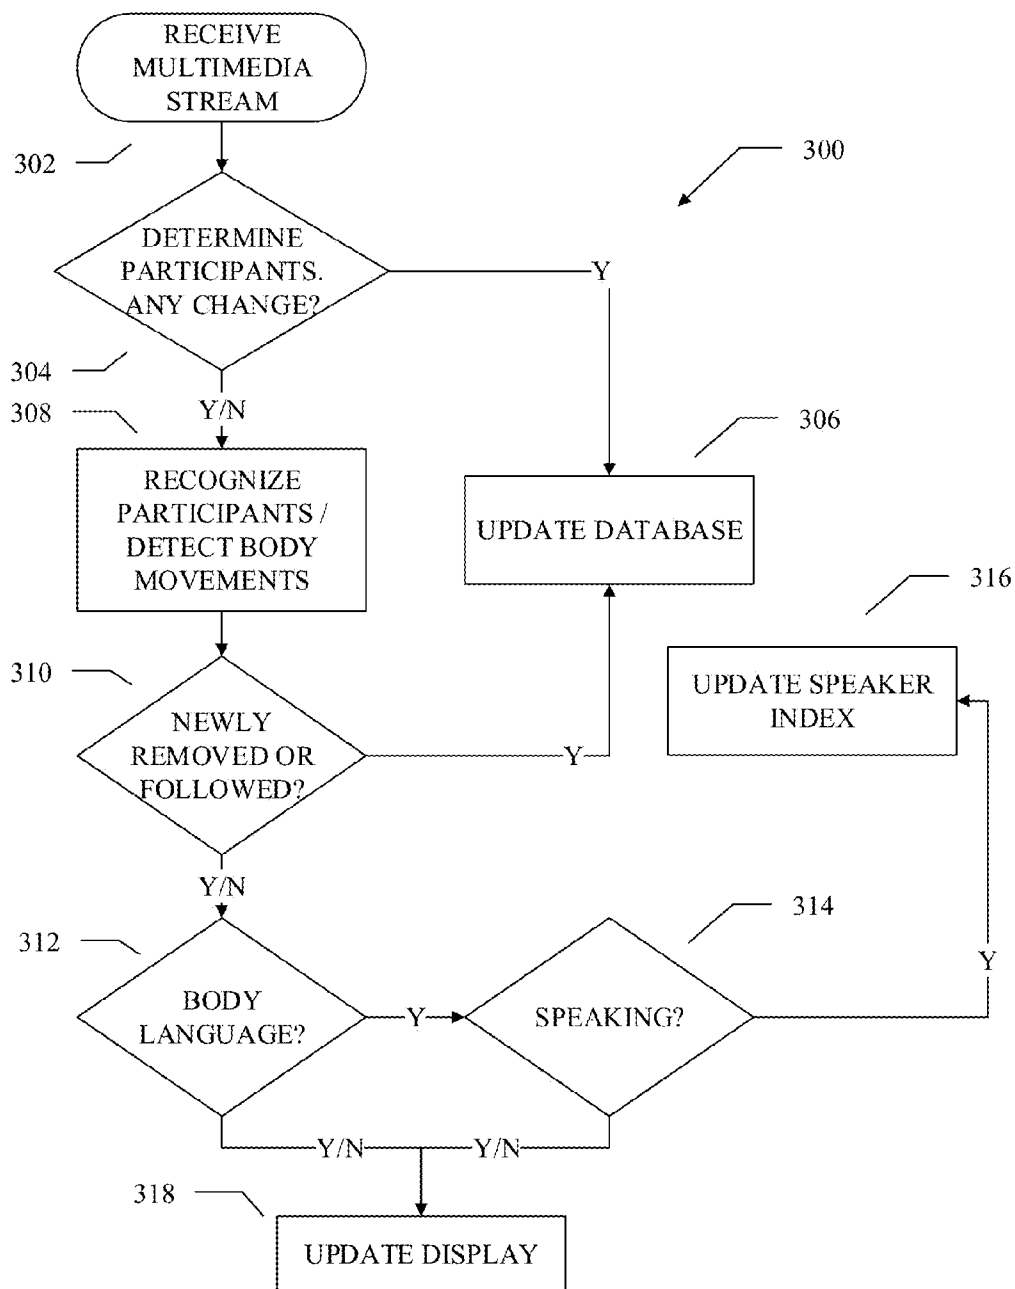 RECEIVE
MULTIMEDIA
STREAM
302
300
DETERMINE
PARTICIPANTS.
ANY CHANGE?
Y
304
Y/N
308
306
RECOGNIZE
PARTICIPANTS /
DETECT BODY
MOVEMENTS
UPDATE DATABASE
316
310
NEWLY
REMOVED OR
FOLLOWED?
Y
UPDATE SPEAKER
INDEX
Y/N
312
314
BODY
LANGUAGE?
Y
SPEAKING?
Y
Y/N
Y/N
318
UPDATE DISPLAY